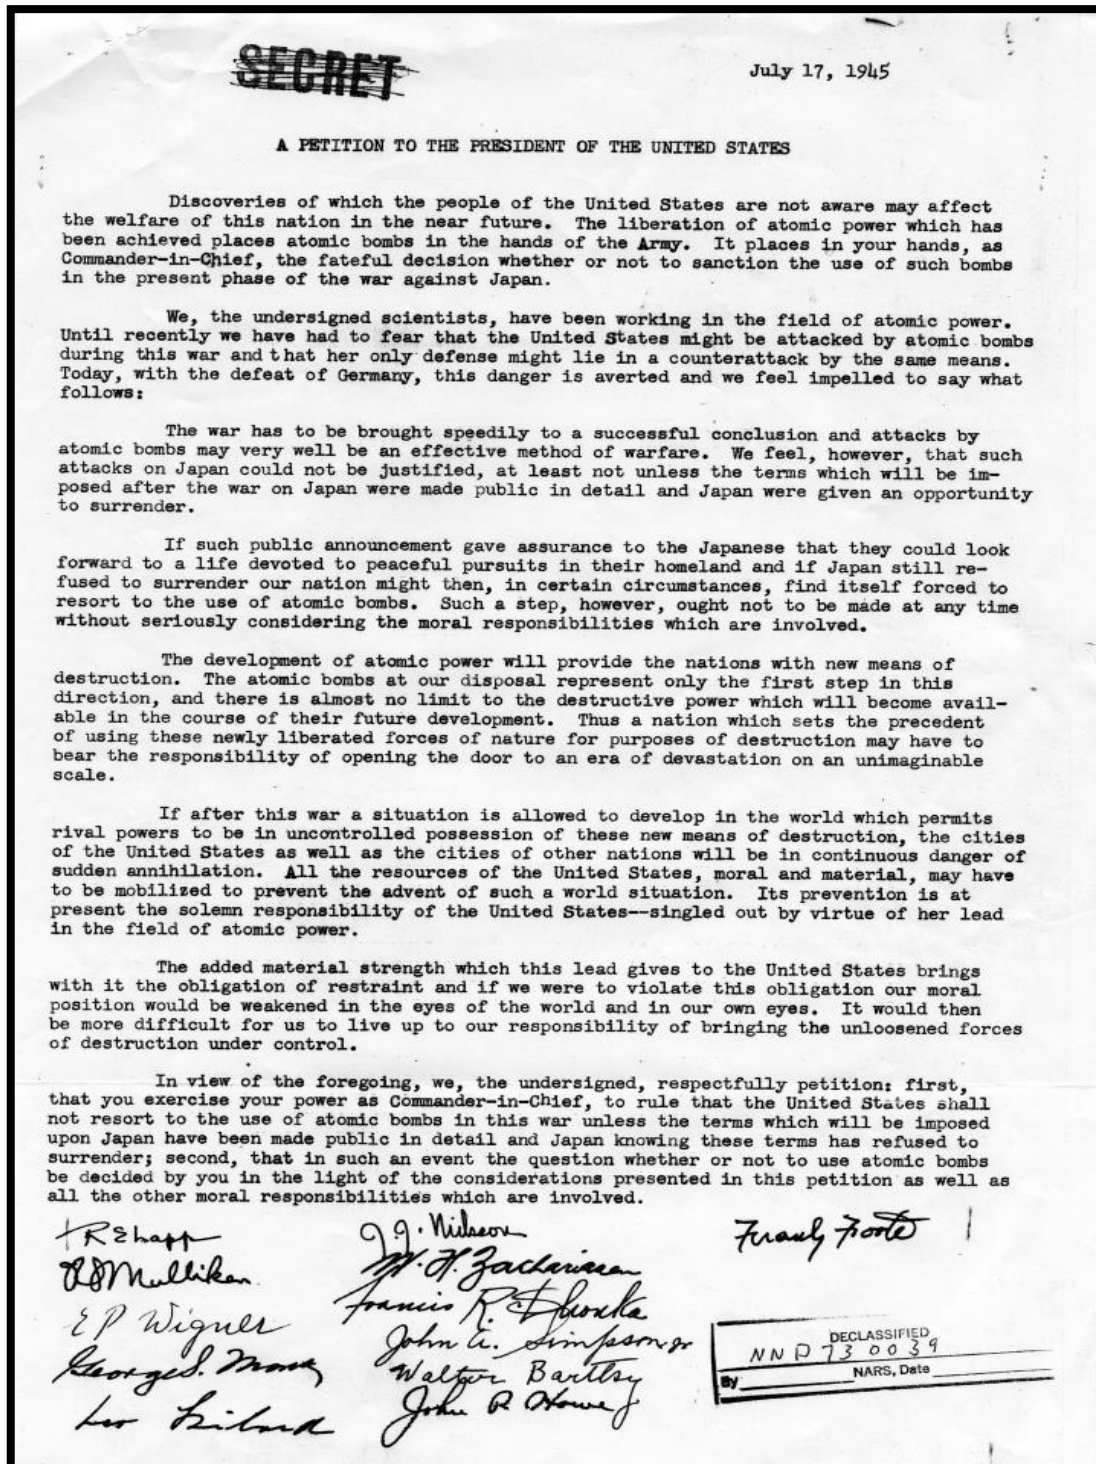 SECRET
July 17, 1945
A PETITION TO THE PRESIDENT OF THE UNITED STATES
Discoveries of which the people of the United States are not aware may affect
the welfare of this nation in the near future. The liberation of atomic power which has
been achieved places atomic bombs in the hands of the Army. It places in your hands, as
Commander-in-Chief, the fateful decision whether or not to sanction the use of such bombs
in the present phase of the war against Japan.
We, the undersigned scientists, have been working in the field of atomic power.
Until recently we have had to fear that the United States might be attacked by atomic bombs
during this war and that her only defense might lie in a counterattack by the same means.
Today, with the defeat of Germany, this danger is averted and we feel impelled to say what
follows:
The war has to be brought speedily to a successful conclusion and attacks by
atomic bombs may very well be an effective method of warfare. We feel, however, that such
attacks on Japan could not be justified, at least not unless the terms which will be im-
posed after the war on Japan were made public in detail and Japan were given an opportunity
to surrender.
If such public announcement gave assurance to the Japanese that they could look
forward to a life devoted to peaceful pursuits in their homeland and if Japan still re-
fused to surrender our nation might then, in certain circumstances, find itself forced to
resort to the use of atomic bombs. Such a step, however, ought not to be made at any time
without seriously considering the moral responsibilities which are involved.
The development of atomic power will provide the nations with new means of
destruction. The atomic bombs at our disposal represent only the first step in this
direction, and there is almost no limit to the destructive power which will become avail-
able in the course of their future development. Thus a nation which sets the precedent
of using these newly liberated forces of nature for purposes of destruction may have to
bear the responsibility of opening the door to an era of devastation on an unimaginable
scale.
If after this war a situation is allowed to develop in the world which permits
rival powers to be in uncontrolled possession of these new means of destruction, the cities
of the United States as well as the cities of other nations will be in continuous danger of
sudden annihilation. All the resources of the United States, moral and material, may have
to be mobilized to prevent the advent of such a world situation. Its prevention is at
present the solemn responsibility of the United States--singled out by virtue of her lead
in the field of atomic power.
The added material strength which this lead gives to the United States brings
with it the obligation of restraint and if we were to violate this obligation our moral
position would be weakened in the eyes of the world and in our own eyes. It would then
be more difficult for us to live up to our responsibility of bringing the unloosened forces
of destruction under control.
In view of the foregoing, we, the undersigned, respectfully petition: first,
that you exercise your power as Commander-in-Chief, to rule that the United States shall
not resort to the use of atomic bombs in this war unless the terms which will be imposed
upon Japan have been made public in detail and Japan knowing these terms has refused to
surrender; second, that in such an event the question whether or not to use atomic bombs
be decided by you in the light of the considerations presented in this petition as well as
all the other moral responsibilities which are involved.
R E Lapp
R S Mulliken
E P Wigner
George S. Monk
Leo Szilard
J. J. Nickson
W. H. Zachariasen
Francis R. Shonka
John A. Simpson Jr
Walter Bartky
John P. Howe Jr
Frank Foote
DECLASSIFIED
NND 730039
By NARS, Date